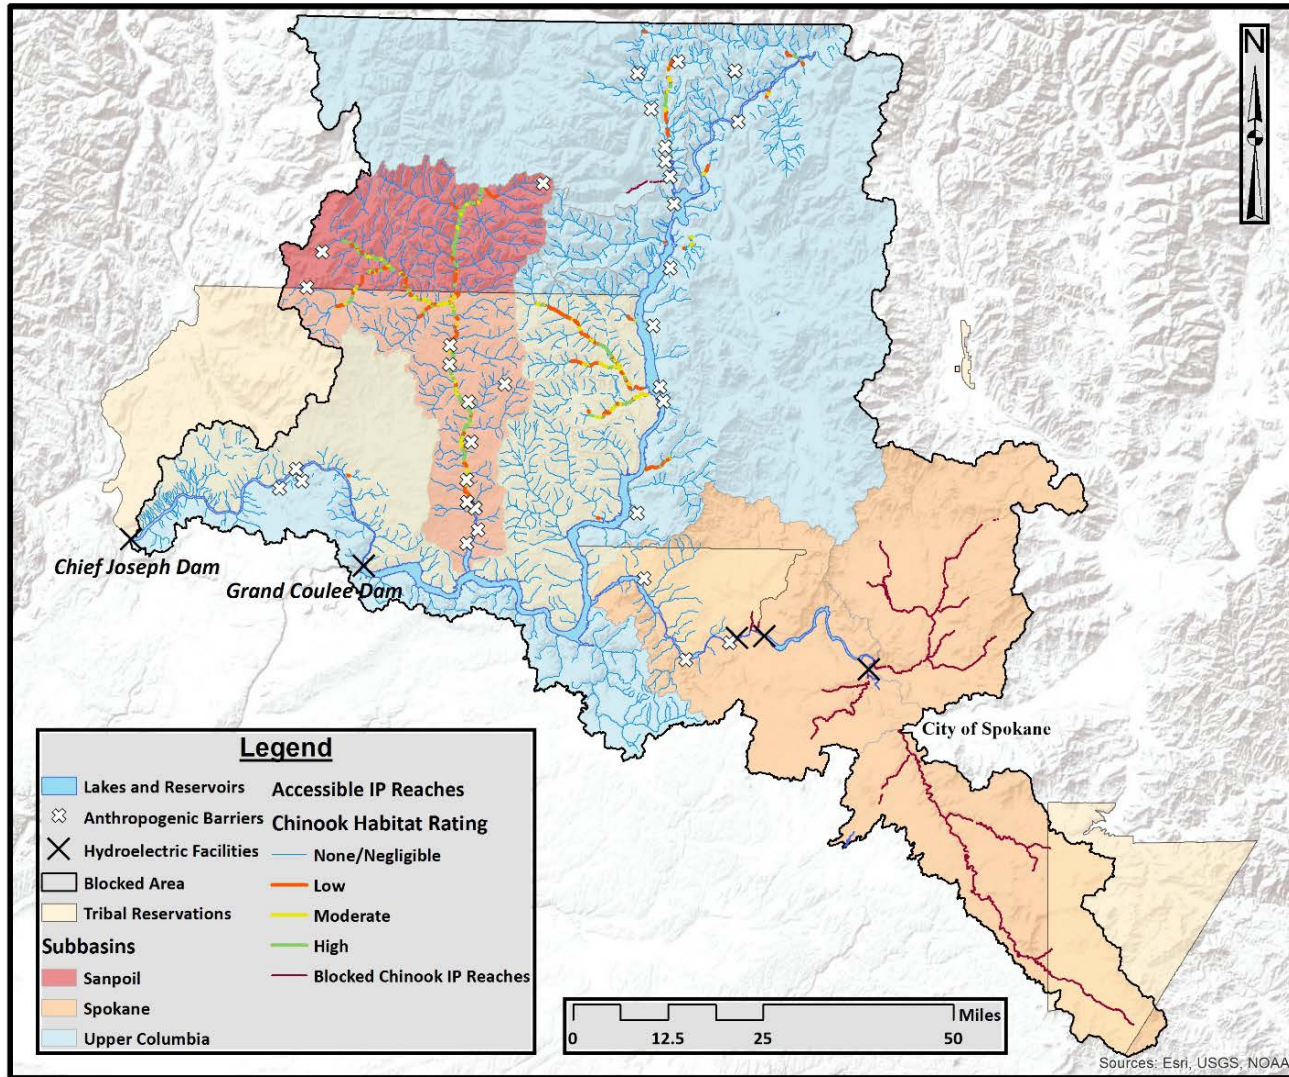 N
Chief Joseph Dam
Grand Coulee Dam
City of Spokane
Legend
Lakes and Reservoirs
Anthropogenic Barriers
Hydroelectric Facilities
Blocked Area
Tribal Reservations
Subbasins
Sanpoil
Spokane
Upper Columbia
Accessible IP Reaches
Chinook Habitat Rating
None/Negligible
Low
Moderate
High
Blocked Chinook IP Reaches
Miles
0 12.5 25 50
Sources: Esri, USGS, NOAA